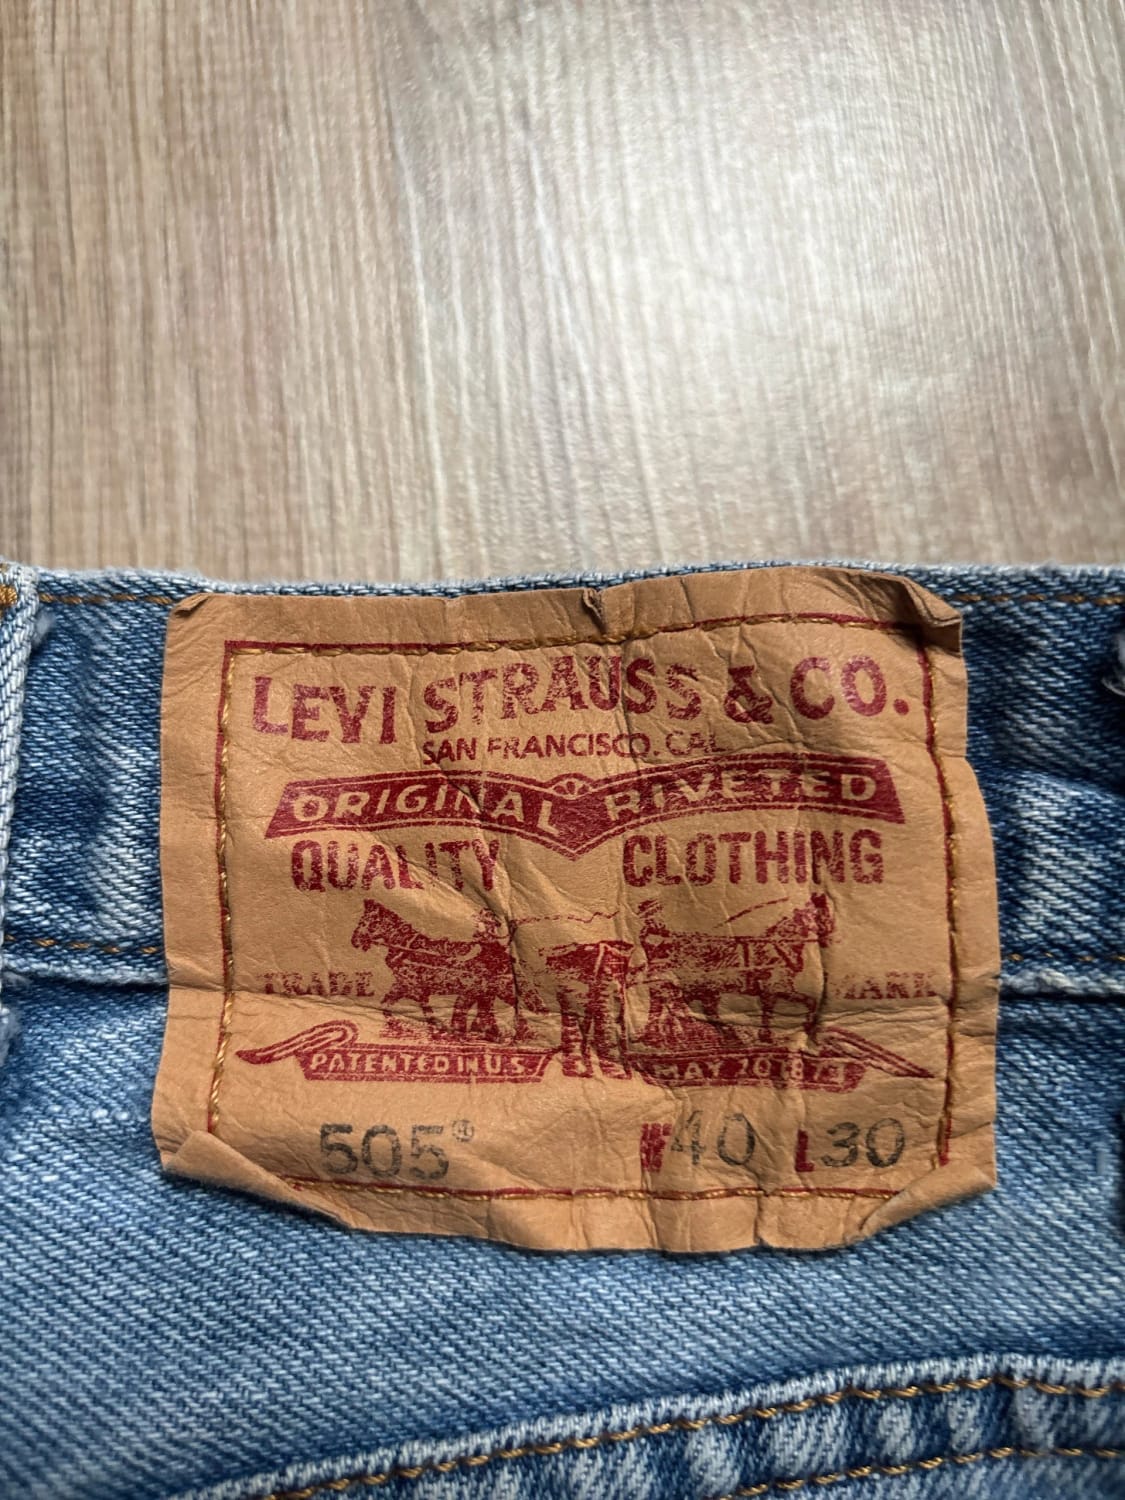 LEVI STRAUSS & CO.
SAN FRANCISCO, CAL
ORIGINAL RIVETED
QUALITY CLOTHING
TRADE MARK
PATENTED IN U.S. MAY 20 1873
505® W 40 L 30